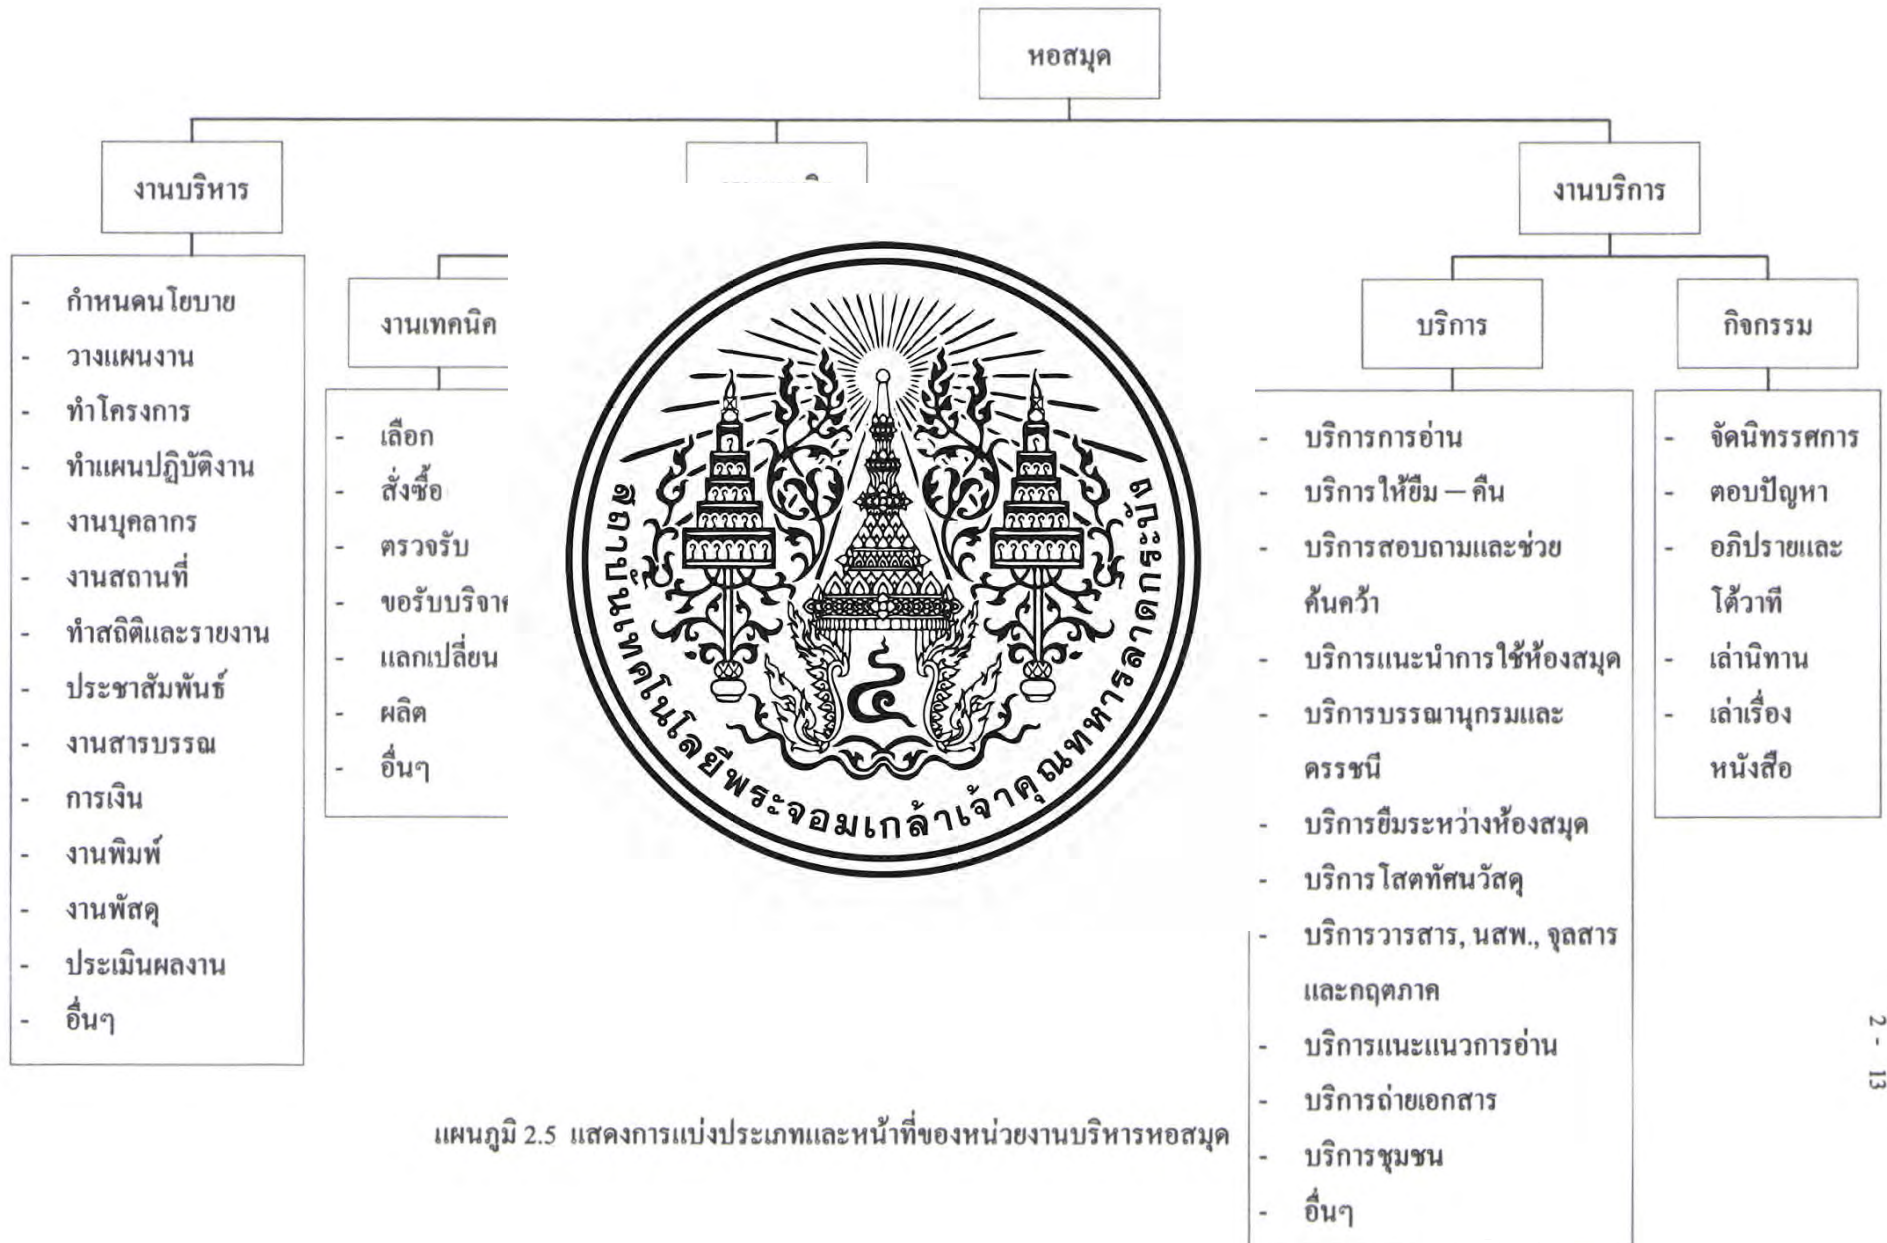 หอสมุด
งานบริหาร
งานบริการ
- กำหนดนโยบาย
- วางแผนงาน
- ทำโครงการ
- ทำแผนปฏิบัติงาน
- งานบุคลากร
- งานสถานที่
- ทำสถิติและรายงาน
- ประชาสัมพันธ์
- งานสารบรรณ
- การเงิน
- งานพิมพ์
- งานพัสดุ
- ประเมินผลงาน
- อื่นๆ
งานเทคนิค
- เลือก
- สั่งซื้อ
- ตรวจรับ
- ขอรับบริจาค
- แลกเปลี่ยน
- ผลิต
- อื่นๆ
สถาบันเทคโนโลยีพระจอมเกล้าเจ้าคุณทหารลาดกระบัง
๔
บริการ
- บริการการอ่าน
- บริการให้ยืม – คืน
- บริการสอบถามและช่วย
ค้นคว้า
- บริการแนะนำการใช้ห้องสมุด
- บริการบรรณานุกรมและ
ดรรชนี
- บริการยืมระหว่างห้องสมุด
- บริการโสตทัศนวัสดุ
- บริการวารสาร, นสพ., จุลสาร
และกฤตภาค
- บริการแนะแนวการอ่าน
- บริการถ่ายเอกสาร
- บริการชุมชน
- อื่นๆ
กิจกรรม
- จัดนิทรรศการ
- ตอบปัญหา
- อภิปรายและ
โต้วาที
- เล่านิทาน
- เล่าเรื่อง
หนังสือ
แผนภูมิ 2.5 แสดงการแบ่งประเภทและหน้าที่ของหน่วยงานบริหารหอสมุด
2 - 13